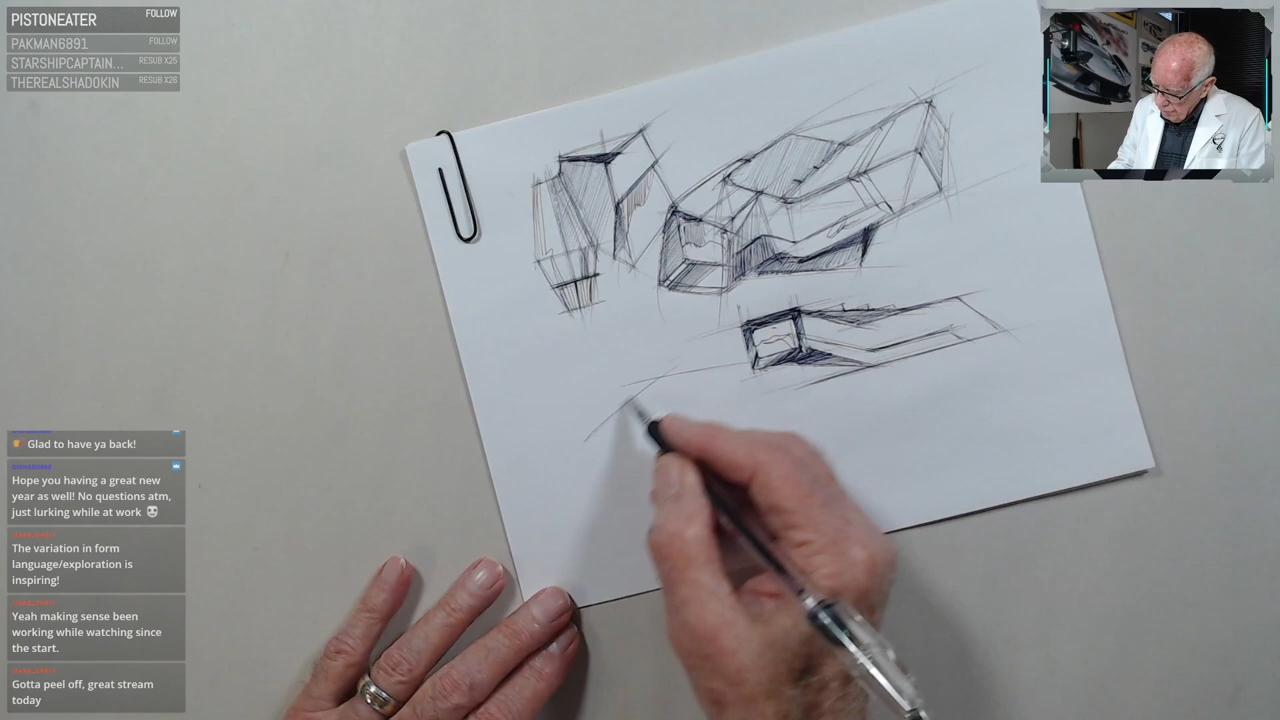 PISTONEATER FOLLOW
PAKMAN6891 FOLLOW
STARSHIPCAPTAIN... RESUB X25
THEREALSHADOKIN RESUB X26
Glad to have ya back!
Hope you having a great new
year as well! No questions atm,
just lurking while at work
The variation in form
language/exploration is
inspiring!
Yeah making sense been
working while watching since
the start.
Gotta peel off, great stream
today